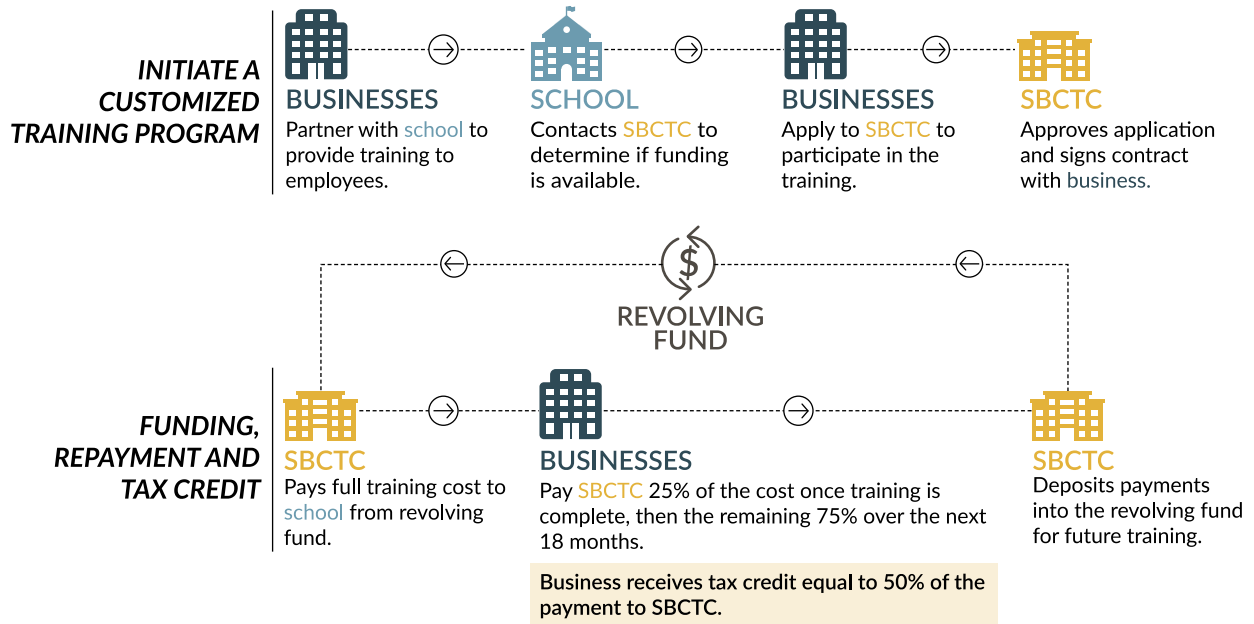 INITIATE A
CUSTOMIZED
TRAINING PROGRAM
BUSINESSES
Partner with school to
provide training to
employees.
SCHOOL
Contacts SBCTC to
determine if funding
is available.
BUSINESSES
Apply to SBCTC to
participate in the
training.
SBCTC
Approves application
and signs contract
with business.
$
REVOLVING
FUND
FUNDING,
REPAYMENT AND
TAX CREDIT
SBCTC
Pays full training cost to
school from revolving
fund.
BUSINESSES
Pay SBCTC 25% of the cost once training is
complete, then the remaining 75% over the next
18 months.
Business receives tax credit equal to 50% of the
payment to SBCTC.
SBCTC
Deposits payments
into the revolving fund
for future training.